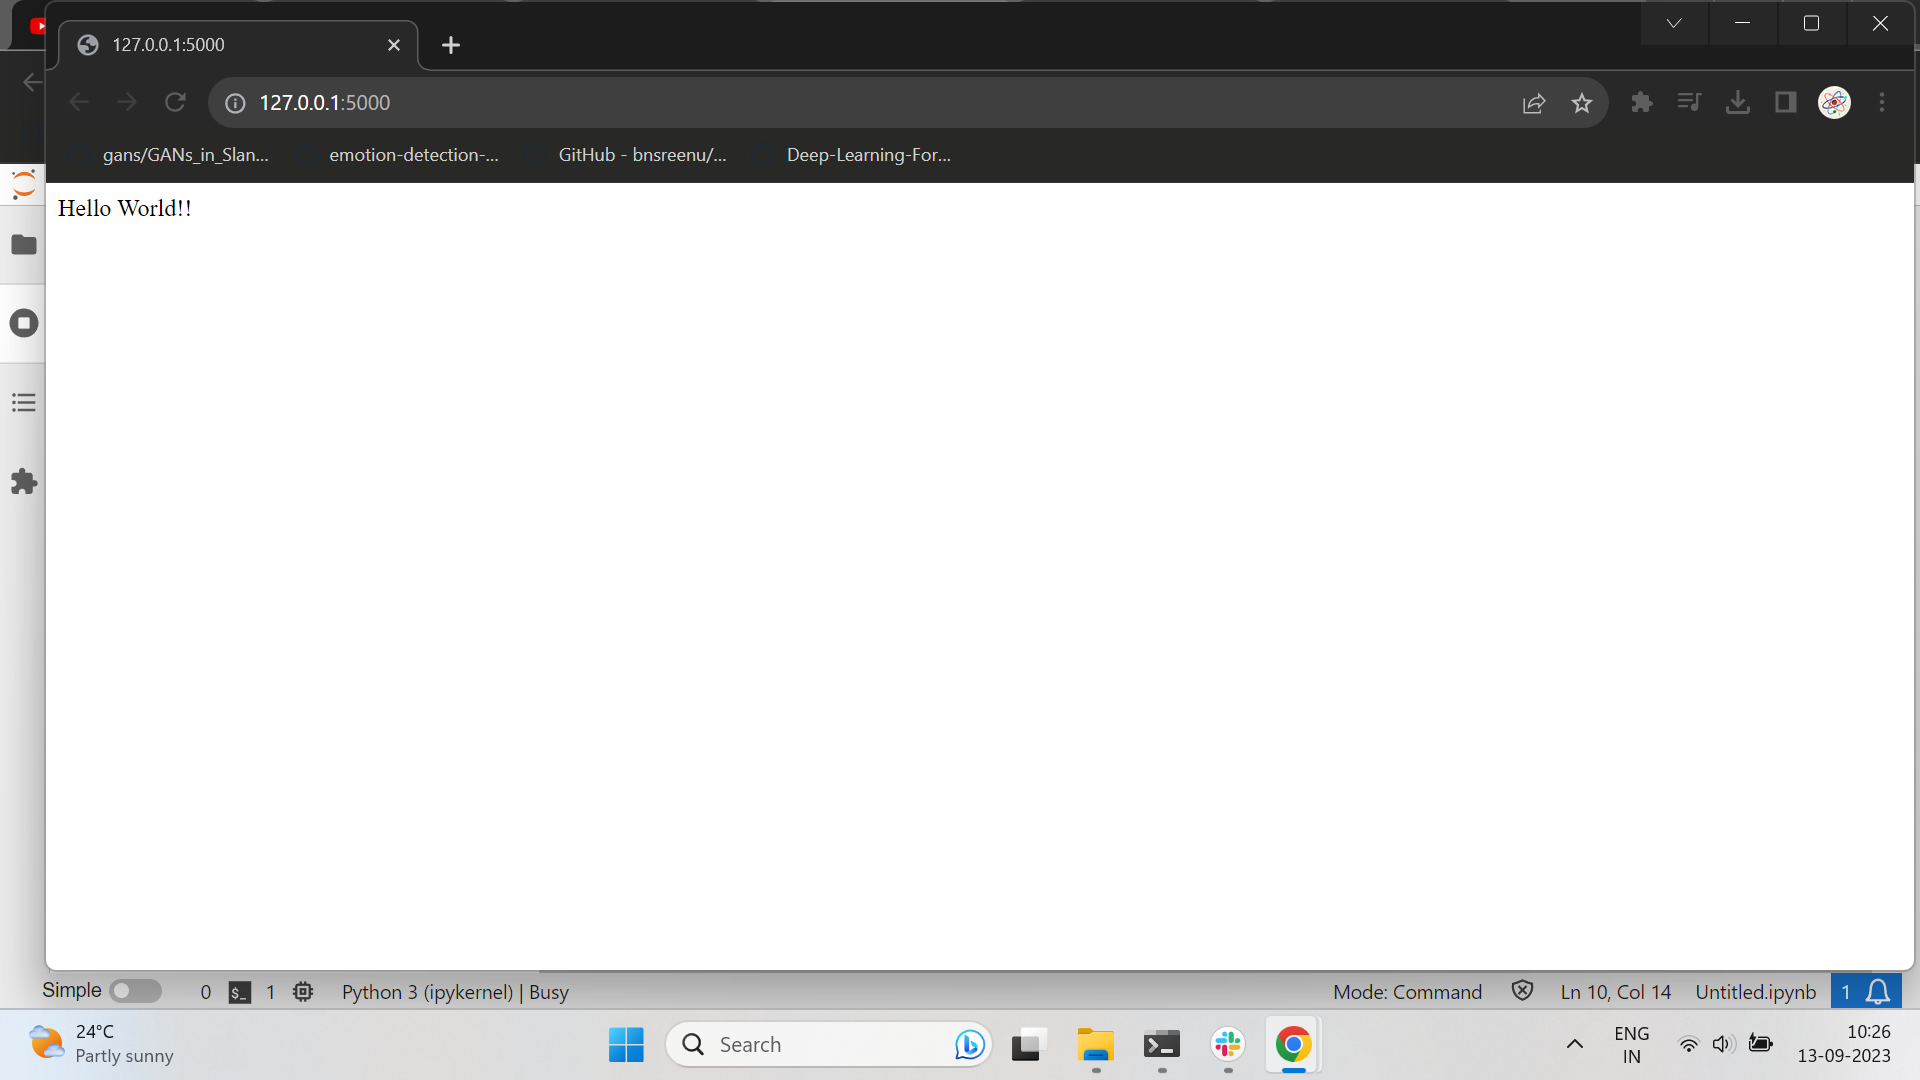 127.0.0.1:5000
127.0.0.1:5000
gans/GANs_in_Slan... emotion-detection-... GitHub - bnsreenu/... Deep-Learning-For...
Hello World!!
Simple 0 $_ 1 Python 3 (ipykernel) | Busy Mode: Command Ln 10, Col 14 Untitled.ipynb 1
24°C
Partly sunny
Search
ENG
IN
10:26
13-09-2023